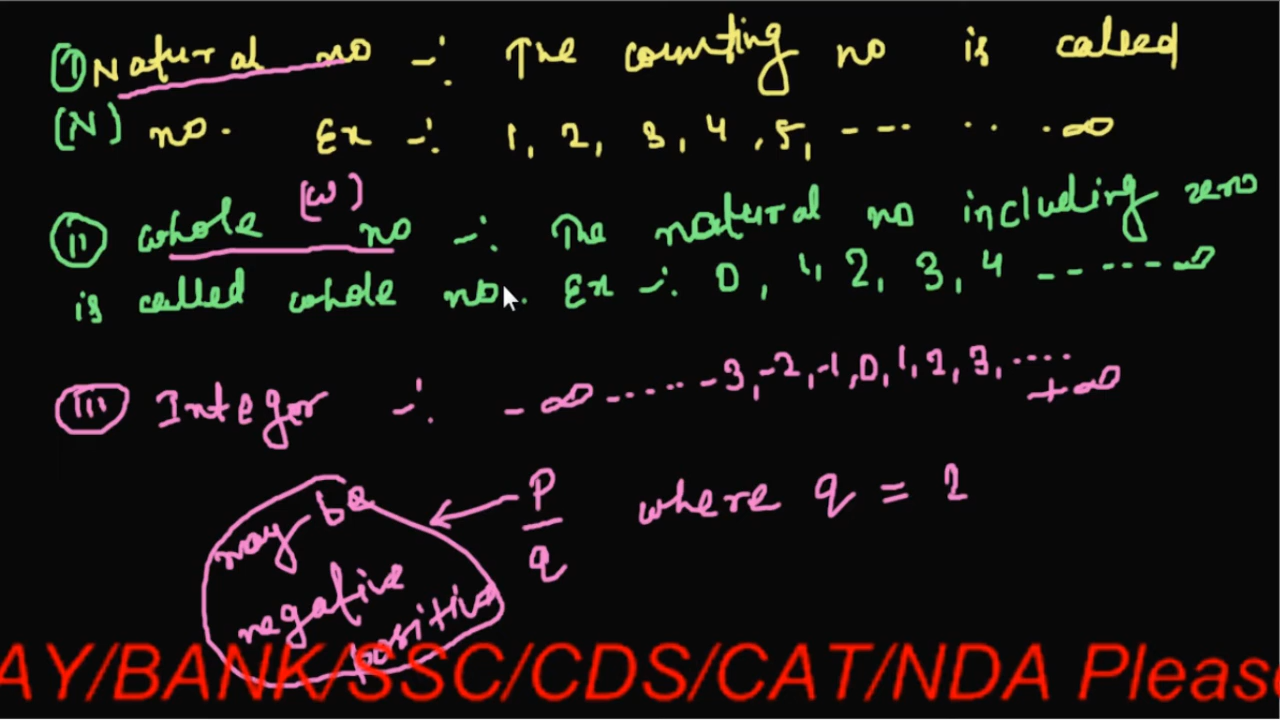 (I) Natural no -: The counting no is called
(N) no. Ex -: 1, 2, 3, 4, 5, --- .. .∞
(W)
(II) whole no -: The natural no including zero
is called whole no. Ex -: 0, 1, 2, 3, 4 ------∞
(III) Integer -: -∞ ..... -3,-2,-1,0,1,2,3,.... +∞
may be negative positive ← P/q where q = 1
AY/BANK/SSC/CDS/CAT/NDA Please